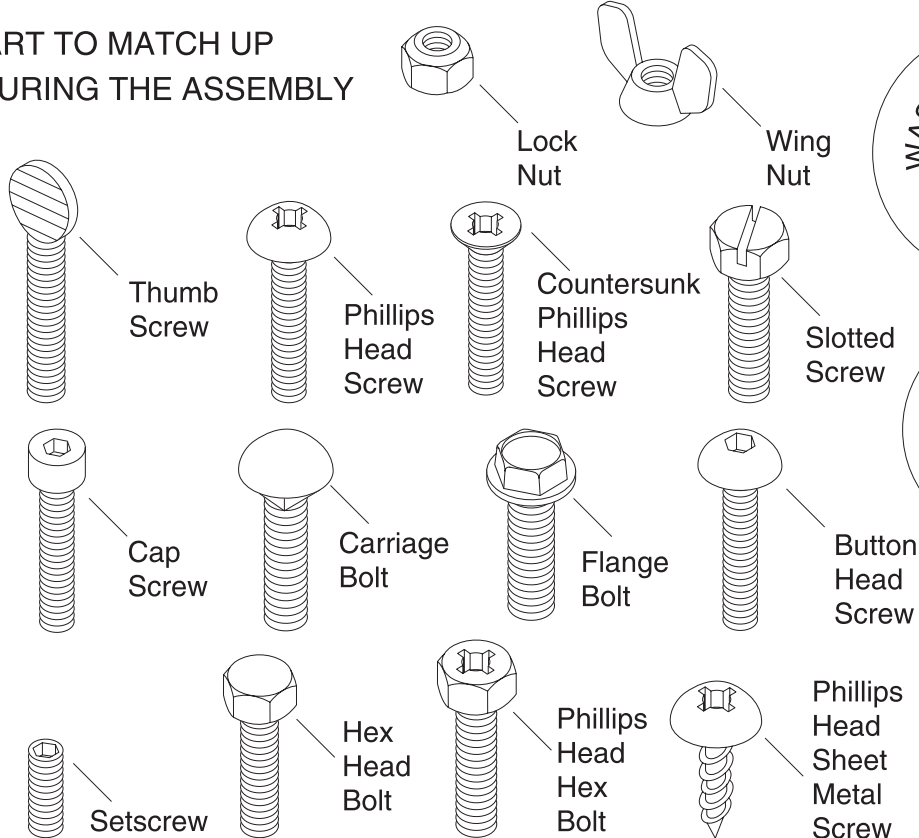 ART TO MATCH UP
URING THE ASSEMBLY
Lock
Nut
Wing
Nut
Thumb
Screw
Phillips
Head
Screw
Countersunk
Phillips
Head
Screw
Slotted
Screw
Cap
Screw
Carriage
Bolt
Flange
Bolt
Button
Head
Screw
Setscrew
Hex
Head
Bolt
Phillips
Head
Hex
Bolt
Phillips
Head
Sheet
Metal
Screw